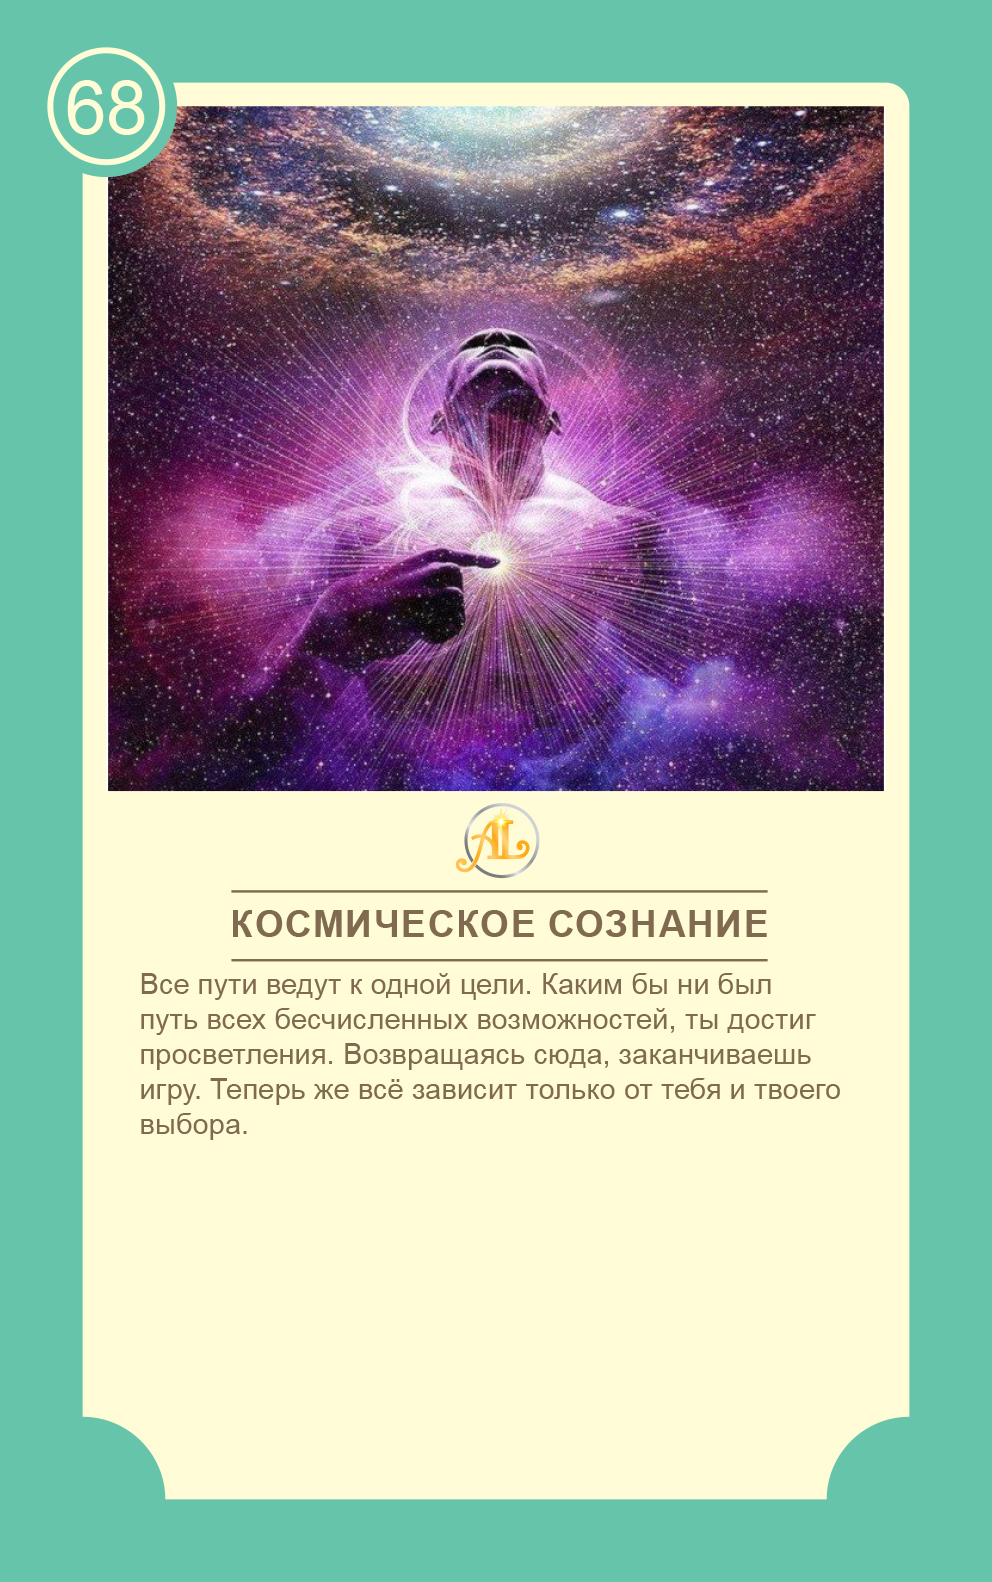 68
AL
КОСМИЧЕСКОЕ СОЗНАНИЕ
Все пути ведут к одной цели. Каким бы ни был
путь всех бесчисленных возможностей, ты достиг
просветления. Возвращаясь сюда, заканчиваешь
игру. Теперь же всё зависит только от тебя и твоего
выбора.